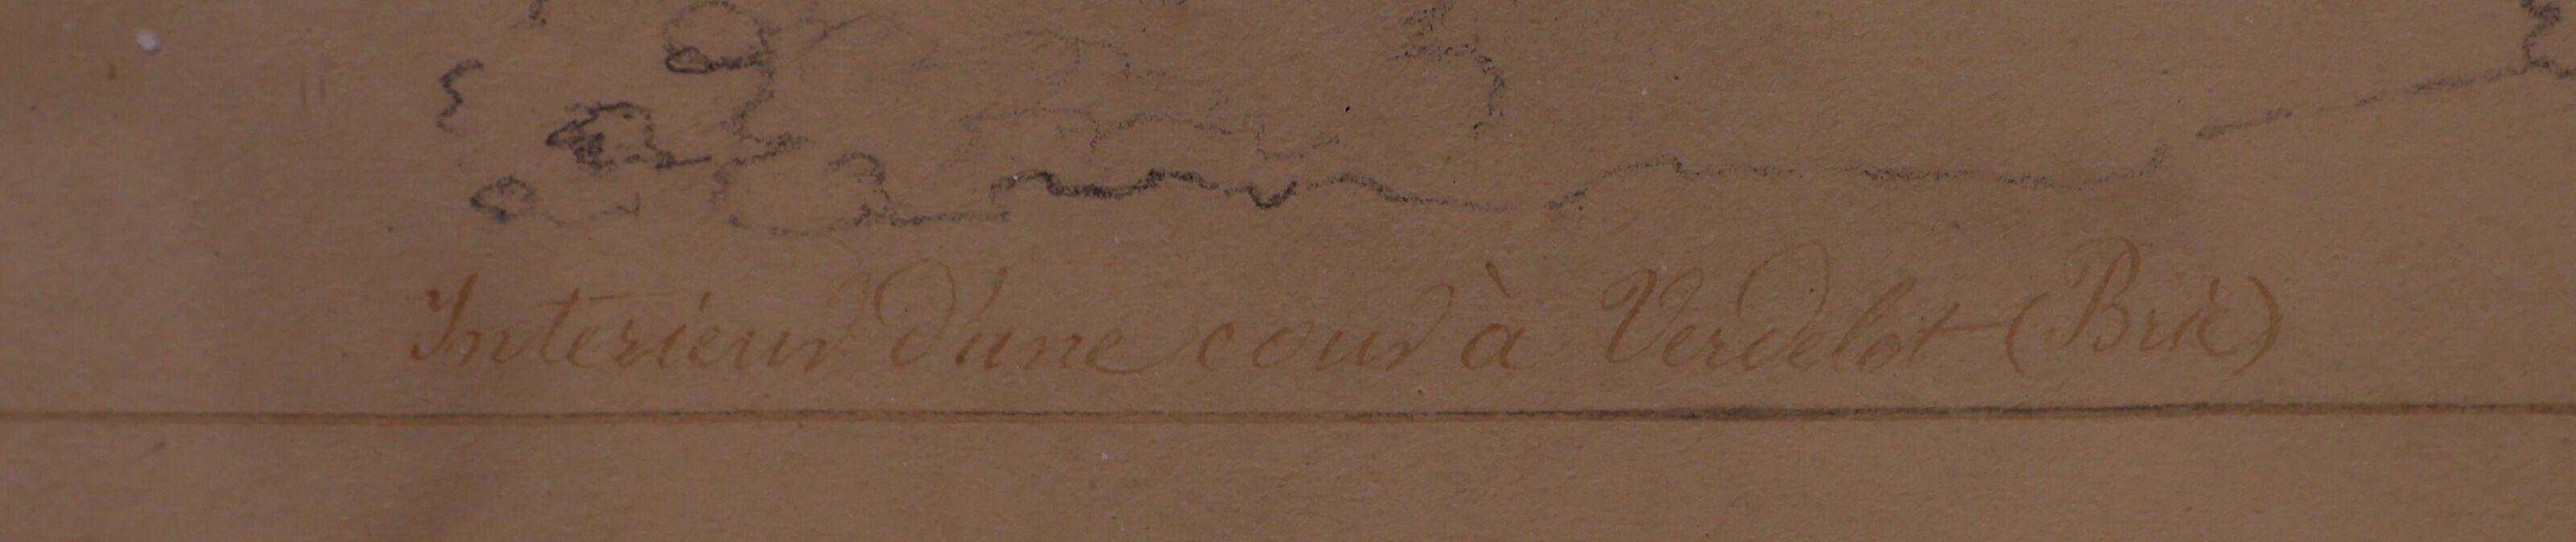 Interieur d'une cour à Verdelot (Brie)